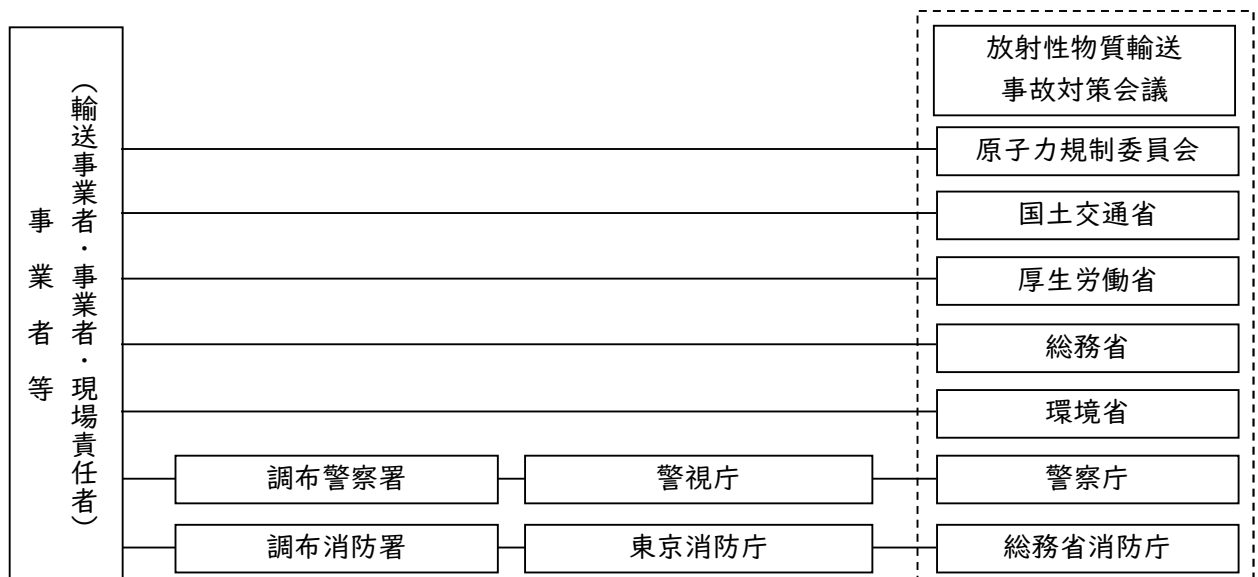 事業者等
（輸送事業者・事業者・現場責任者）
放射性物質輸送
事故対策会議
原子力規制委員会
国土交通省
厚生労働省
総務省
環境省
調布警察署
警視庁
警察庁
調布消防署
東京消防庁
総務省消防庁